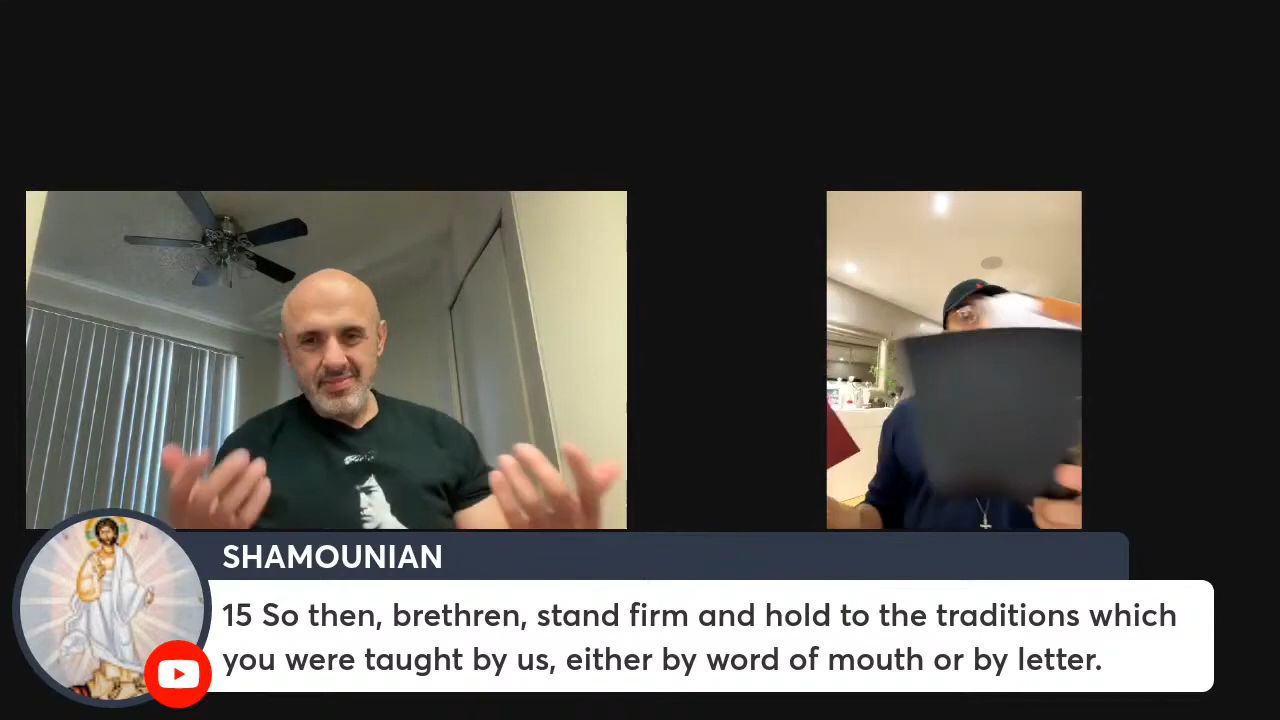 SHAMOUNIAN
15 So then, brethren, stand firm and hold to the traditions which
you were taught by us, either by word of mouth or by letter.